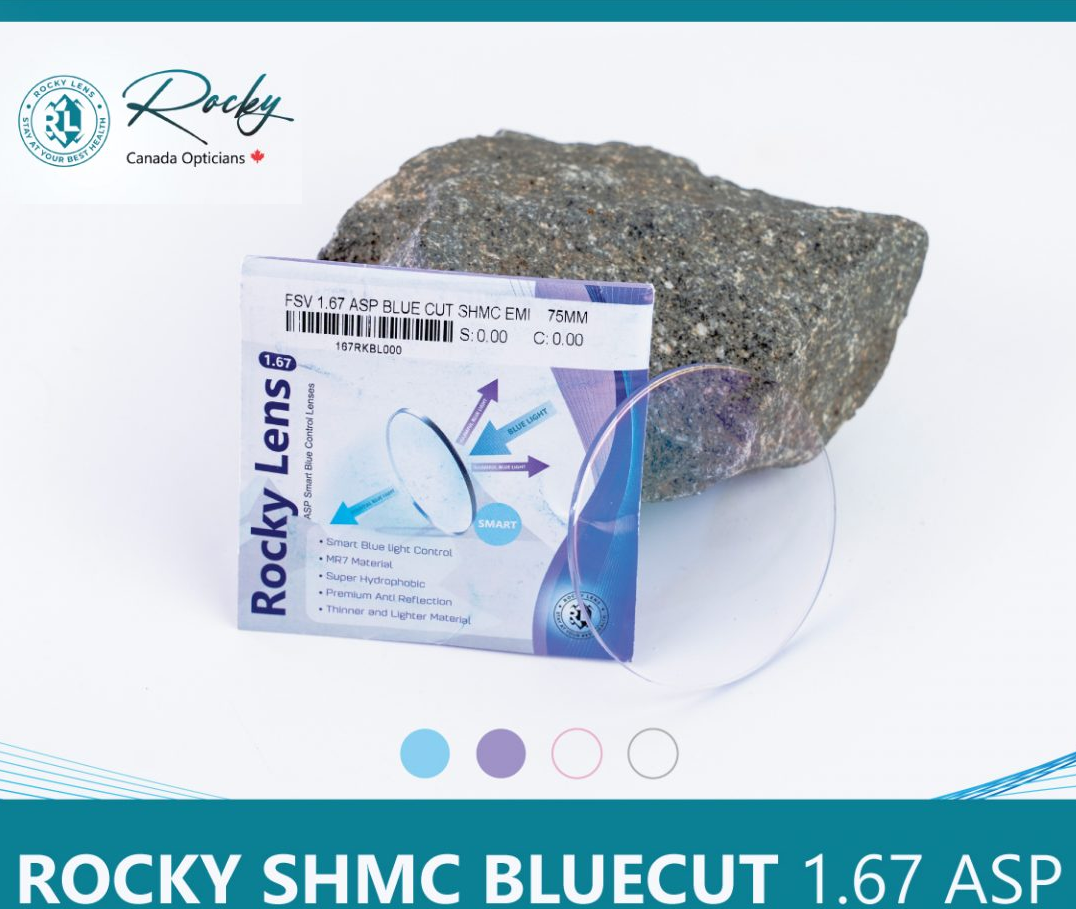 ROCKY LENS
RL
STAY AT YOUR BEST HEALTH
Rocky
Canada Opticians
FSV 1.67 ASP BLUE CUT SHMC EMI 75MM
S: 0.00 C: 0.00
167RKBL000
1.67
Rocky Lens
ASP Smart Blue Control Lenses
BLUE LIGHT
SMART
• Smart Blue light Control
• MR7 Material
• Super Hydrophobic
• Premium Anti Reflection
• Thinner and Lighter Material
ROCKY LENS
RL
ROCKY SHMC BLUECUT 1.67 ASP